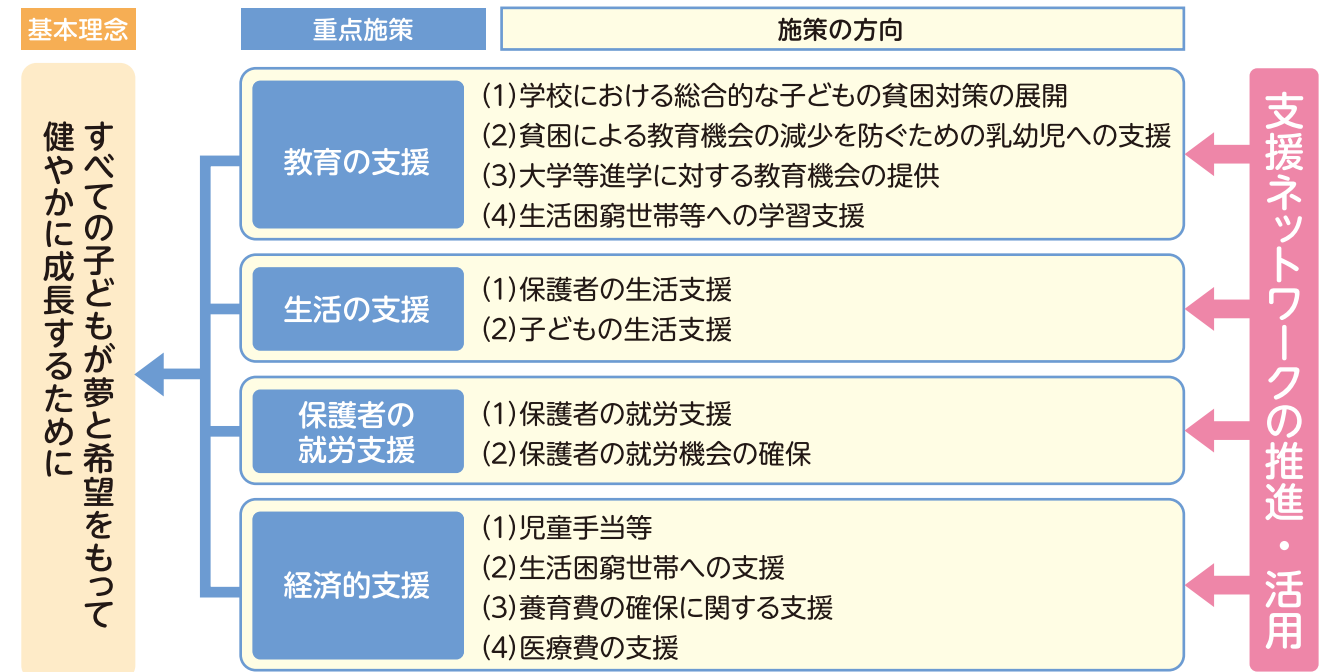 基本理念
重点施策
施策の方向
すべての子どもが夢と希望をもって
健やかに成長するために
教育の支援
(1)学校における総合的な子どもの貧困対策の展開
(2)貧困による教育機会の減少を防ぐための乳幼児への支援
(3)大学等進学に対する教育機会の提供
(4)生活困窮世帯等への学習支援
生活の支援
(1)保護者の生活支援
(2)子どもの生活支援
保護者の
就労支援
(1)保護者の就労支援
(2)保護者の就労機会の確保
経済的支援
(1)児童手当等
(2)生活困窮世帯への支援
(3)養育費の確保に関する支援
(4)医療費の支援
支援ネットワークの推進・活用